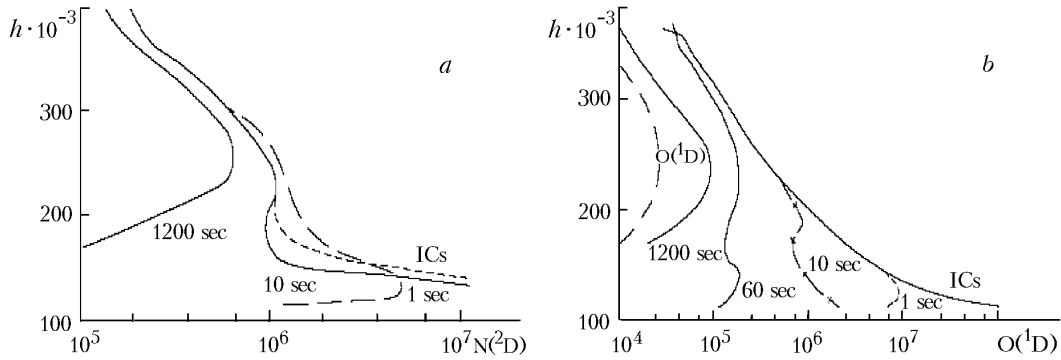 h·10⁻³
a
300
200
100
1200 sec
10 sec
ICs
1 sec
10⁵
10⁶
10⁷
N(²D)
h·10⁻³
b
300
200
100
O(¹D)
1200 sec
60 sec
10 sec
ICs
1 sec
10⁴
10⁵
10⁶
10⁷
O(¹D)